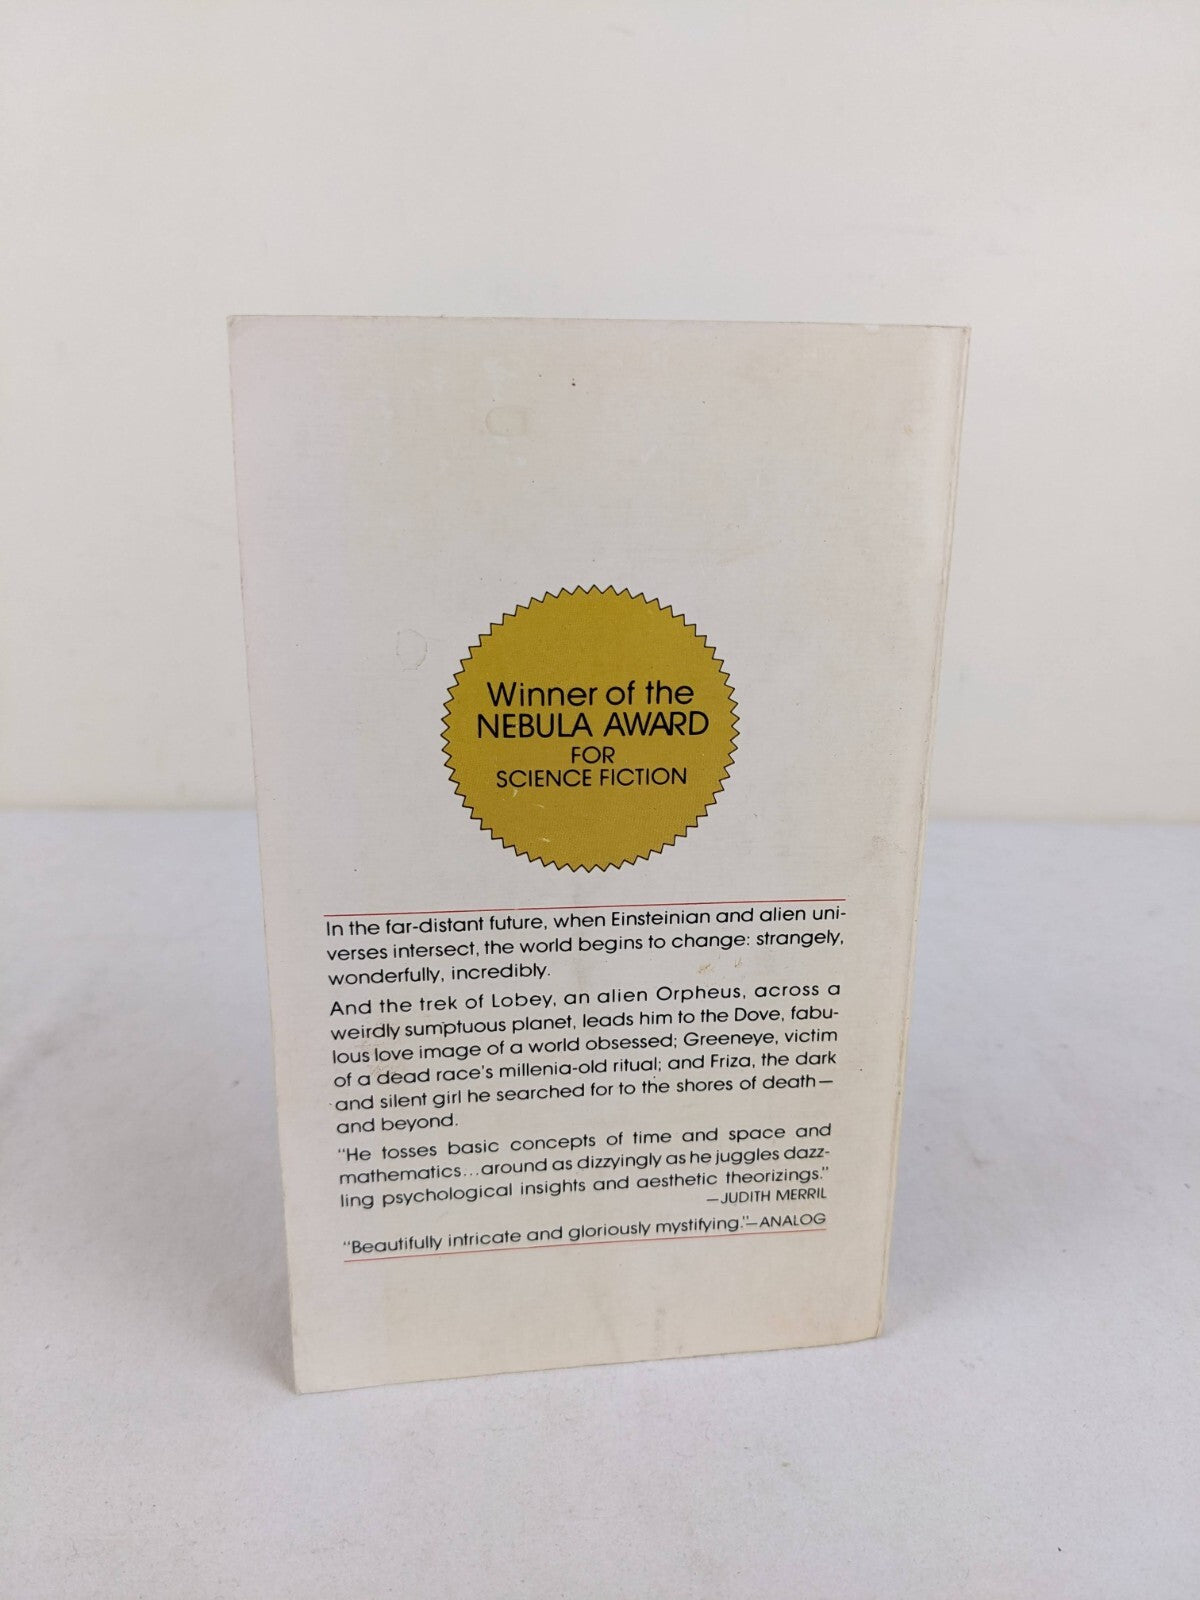 Winner of the
NEBULA AWARD
FOR
SCIENCE FICTION
In the far-distant future, when Einsteinian and alien uni-
verses intersect, the world begins to change: strangely,
wonderfully, incredibly.
And the trek of Lobey, an alien Orpheus, across a
weirdly sumptuous planet, leads him to the Dove, fabu-
lous love image of a world obsessed; Greeneye, victim
of a dead race's millenia-old ritual; and Friza, the dark
and silent girl he searched for to the shores of death—
and beyond.
"He tosses basic concepts of time and space and
mathematics...around as dizzyingly as he juggles dazz-
ling psychological insights and aesthetic theorizings."
—JUDITH MERRIL
"Beautifully intricate and gloriously mystifying."—ANALOG